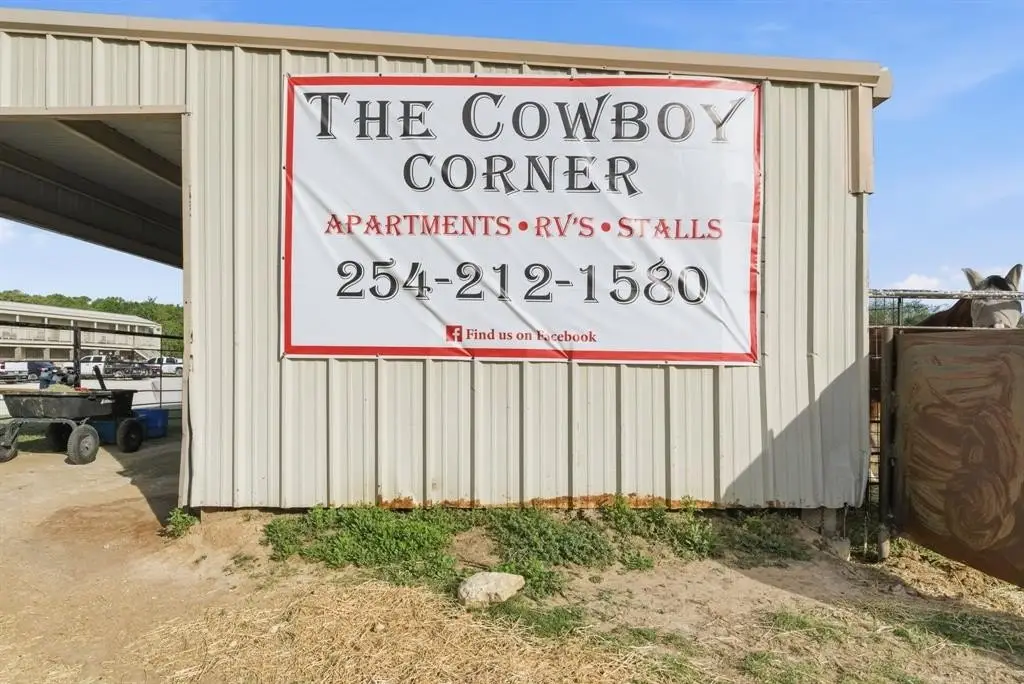 The Cowboy
Corner
Apartments • RV's • Stalls
254-212-1580
f Find us on Facebook